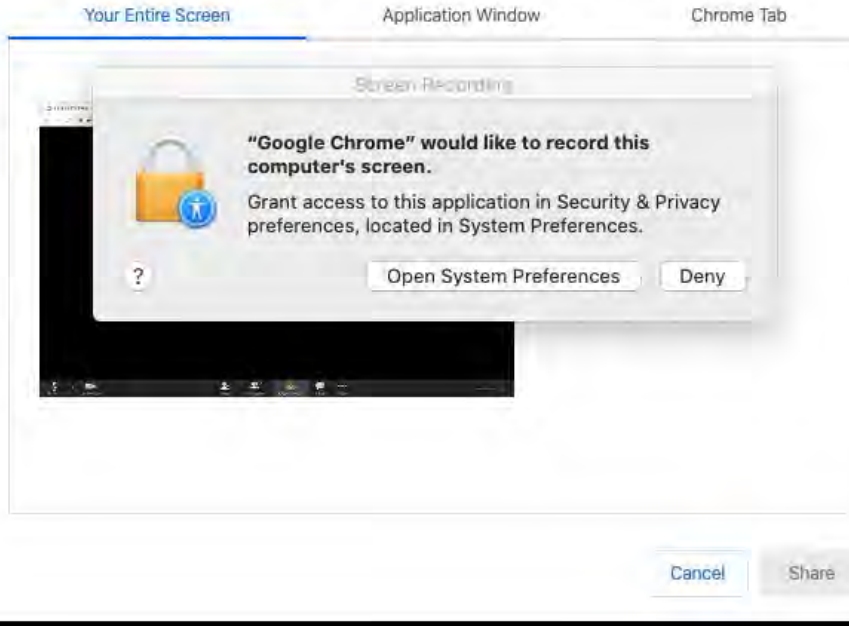 Your Entire Screen Application Window Chrome Tab
Screen Recording
“Google Chrome” would like to record this
computer's screen.
Grant access to this application in Security & Privacy
preferences, located in System Preferences.
? Open System Preferences Deny
Cancel Share